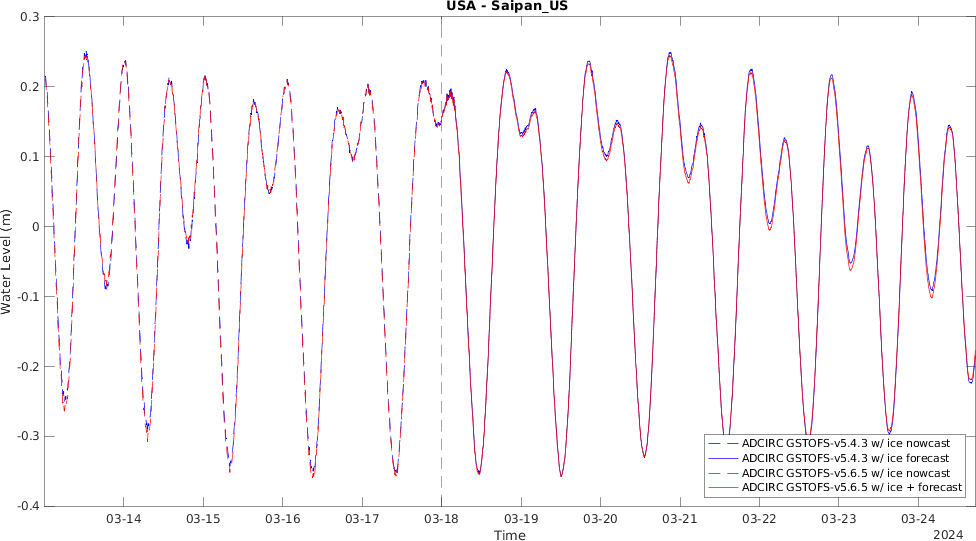 USA - Saipan_US
0.3
0.2
0.1
0
-0.1
-0.2
-0.3
-0.4
Water Level (m)
ADCIRC GSTOFS-v5.4.3 w/ ice nowcast
ADCIRC GSTOFS-v5.4.3 w/ ice forecast
ADCIRC GSTOFS-v5.6.5 w/ ice nowcast
ADCIRC GSTOFS-v5.6.5 w/ ice + forecast
03-14 03-15 03-16 03-17 03-18 03-19 03-20 03-21 03-22 03-23 03-24
Time
2024